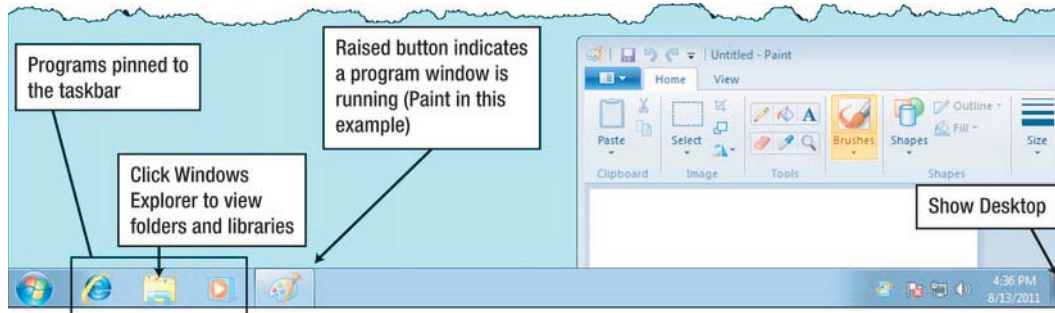 Programs pinned to
the taskbar
Click Windows
Explorer to view
folders and libraries
Raised button indicates
a program window is
running (Paint in this
example)
Untitled - Paint
Home View
Paste
Select
Brushes
Shapes
Outline
Fill
Size
Clipboard
Image
Tools
Shapes
A
Show Desktop
4:36 PM
8/13/2011